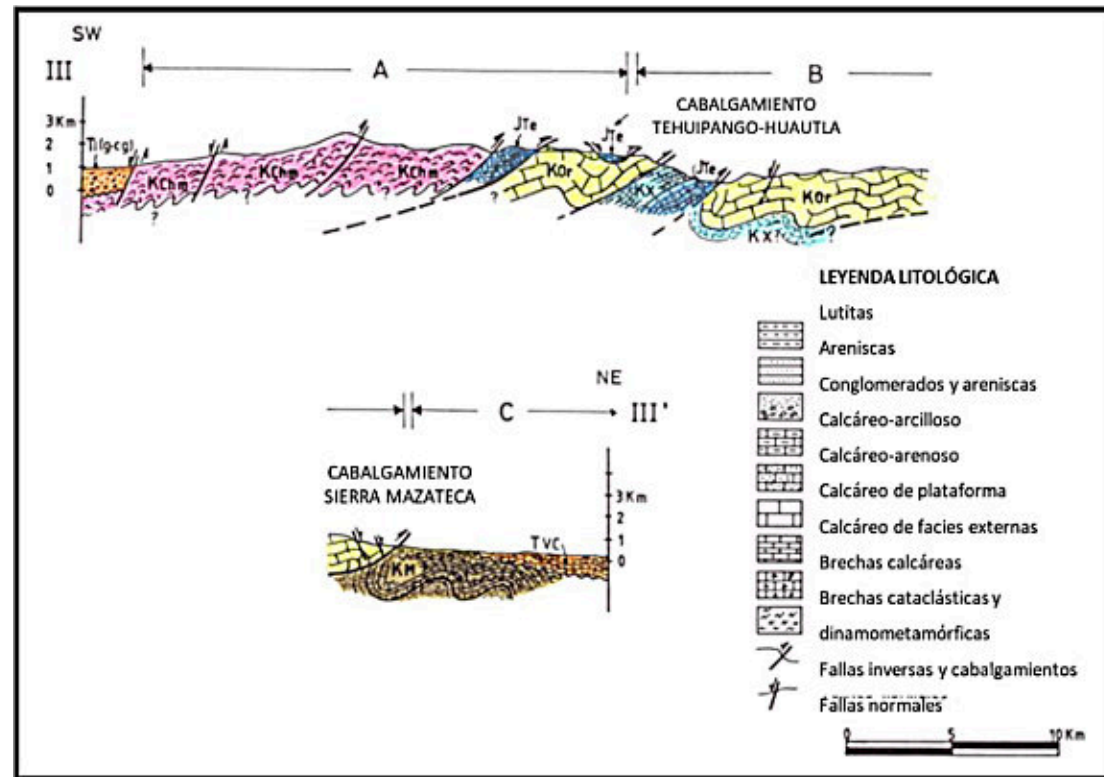 SW
III
A
B
CABALGAMIENTO
TEHUIPANGO-HUAUTLA
3 Km
2
1
0
Ti(g-cg)
KChm
KChm
KChm
JTe
JTe
JTe
KOr
Kx
KOr
Kx?
?
?
?
?
?
LEYENDA LITOLÓGICA
Lutitas
Areniscas
Conglomerados y areniscas
Calcáreo-arcilloso
Calcáreo-arenoso
Calcáreo de plataforma
Calcáreo de facies externas
Brechas calcáreas
Brechas cataclásticas y
dinamometamórficas
Fallas inversas y cabalgamientos
Fallas normales
0 5 10 Km
NE
C
III'
CABALGAMIENTO
SIERRA MAZATECA
3 Km
2
1
0
TVC
Km